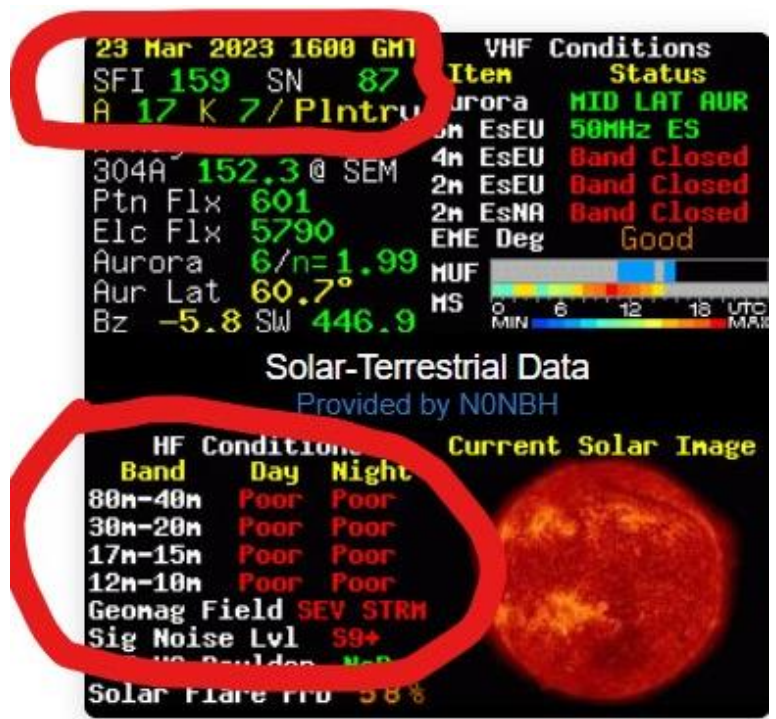 23 Mar 2023 1600 GMT
SFI 159 SN 87
A 17 K 7 / Plntry
304A 152.3 @ SEM
Ptn Flx 601
Elc Flx 5790
Aurora 6/n=1.99
Aur Lat 60.7°
Bz -5.8 SW 446.9
VHF Conditions
Item Status
Aurora MID LAT AUR
6m EsEU 50MHz ES
4m EsEU Band Closed
2m EsEU Band Closed
2m EsNA Band Closed
EME Deg Good
MUF
MS
0 6 12 18 UTC
MIN MAX
Solar-Terrestrial Data
Provided by N0NBH
HF Conditions
Band Day Night
80m-40m Poor Poor
30m-20m Poor Poor
17m-15m Poor Poor
12m-10m Poor Poor
Geomag Field SEV STRM
Sig Noise Lvl S9+
Solar Flare Prb 58%
Current Solar Image